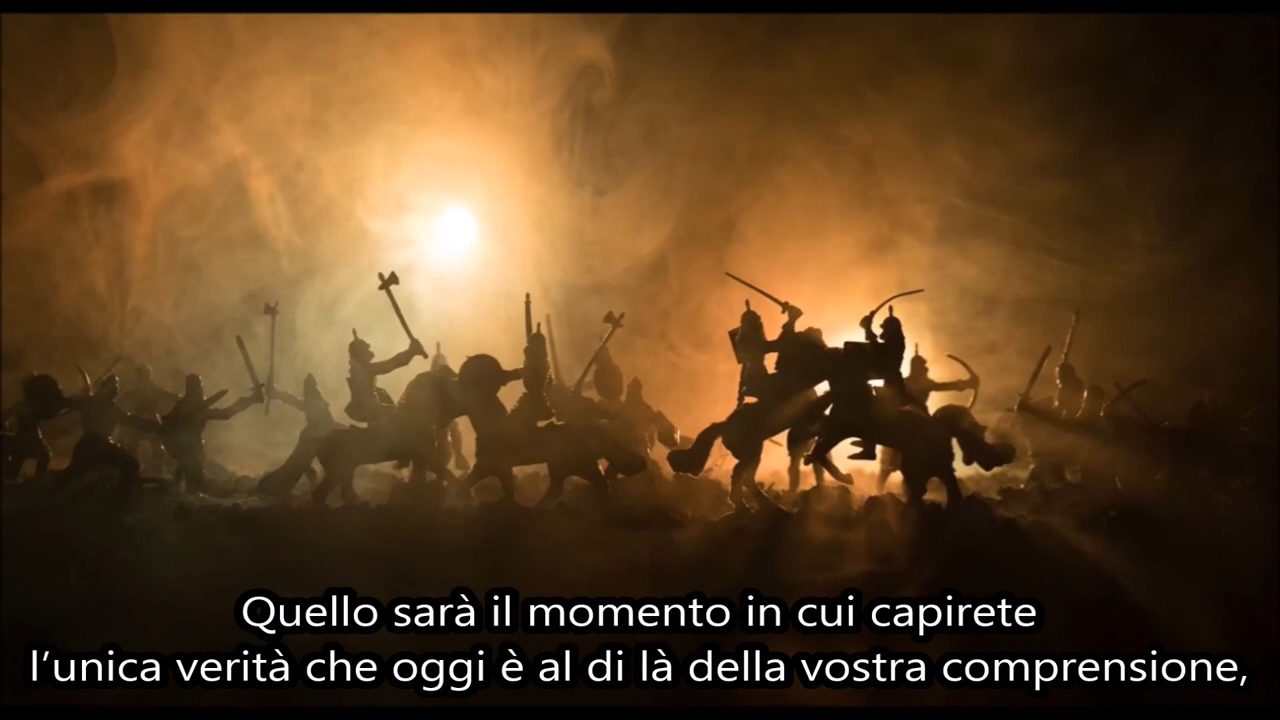 Quello sarà il momento in cui capirete
l’unica verità che oggi è al di là della vostra comprensione,